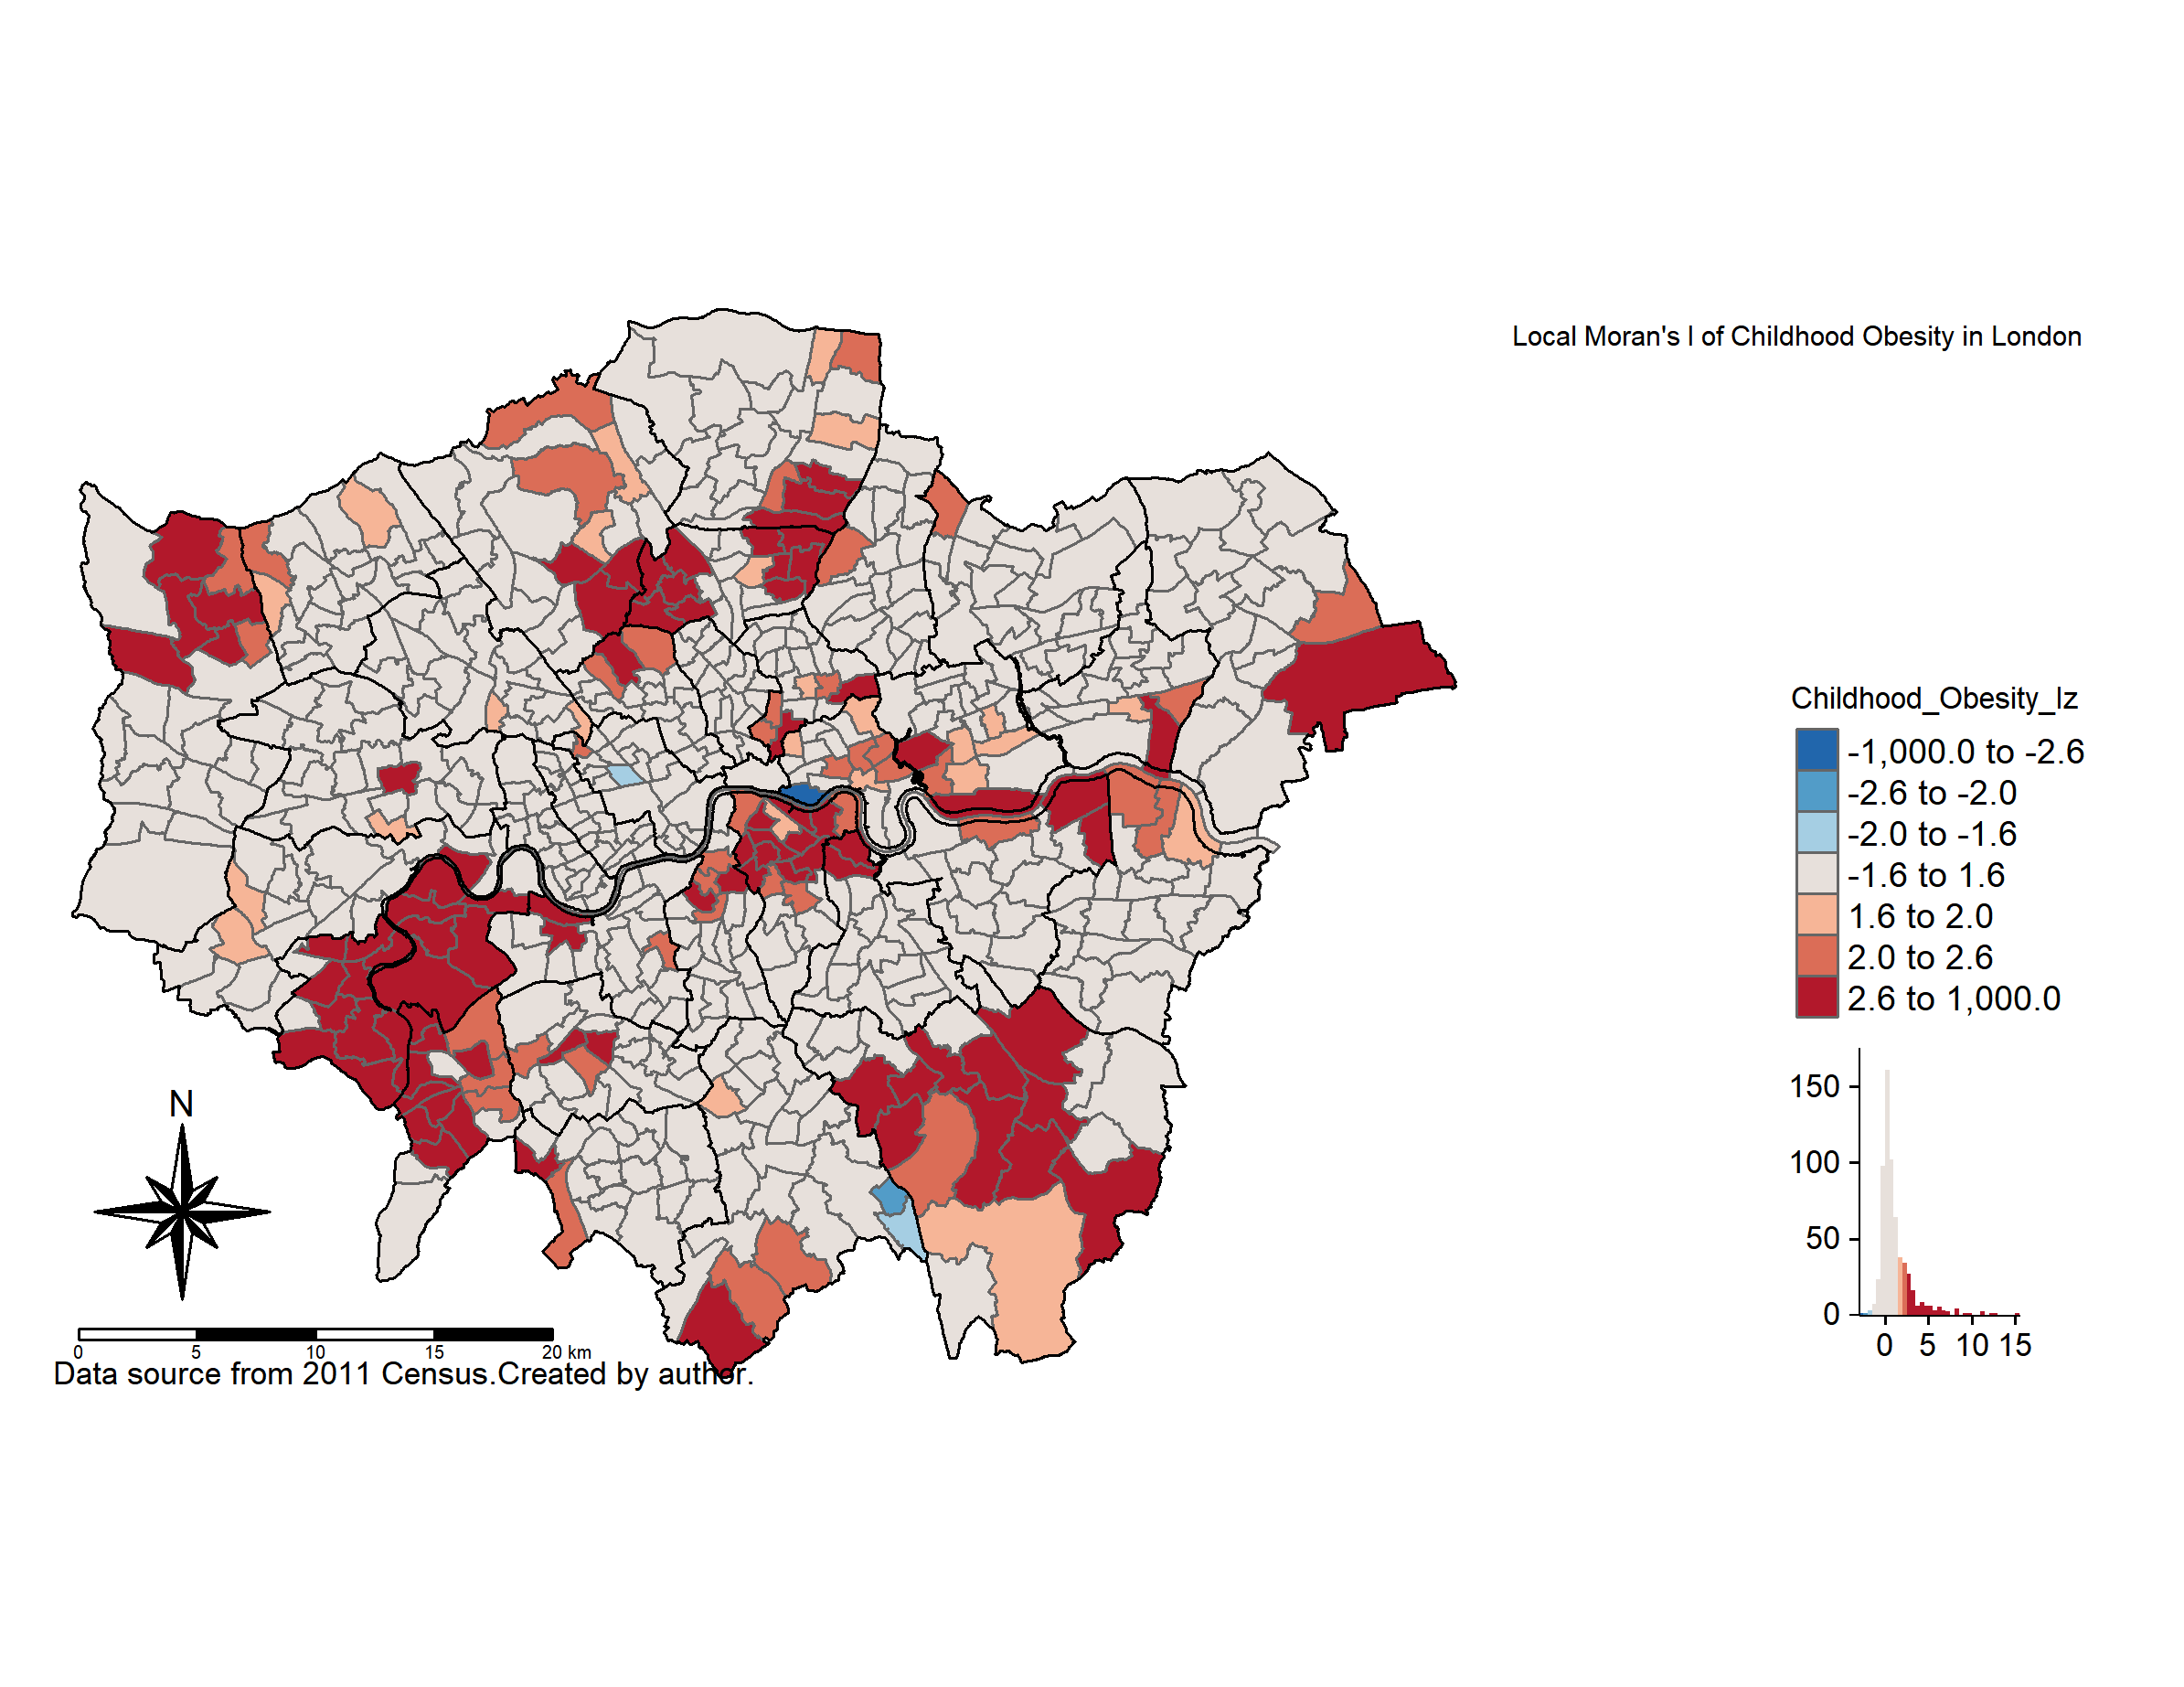 Local Moran's I of Childhood Obesity in London
Childhood_Obesity_Iz
-1,000.0 to -2.6
-2.6 to -2.0
-2.0 to -1.6
-1.6 to 1.6
1.6 to 2.0
2.0 to 2.6
2.6 to 1,000.0
150
100
50
0
0 5 10 15
N
0 5 10 15 20 km
Data source from 2011 Census.Created by author.